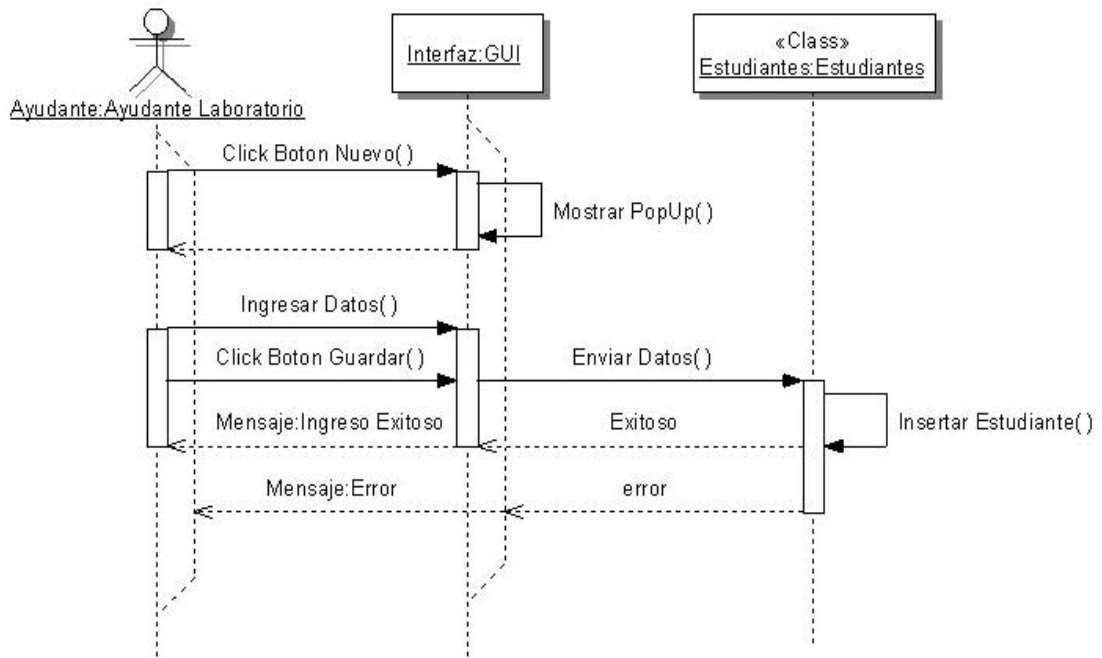 Interfaz:GUI
«Class»
Estudiantes:Estudiantes
Ayudante:Ayudante Laboratorio
Click Boton Nuevo( )
Mostrar PopUp( )
Ingresar Datos( )
Click Boton Guardar( )
Enviar Datos( )
Mensaje:Ingreso Exitoso
Exitoso
Insertar Estudiante( )
Mensaje:Error
error